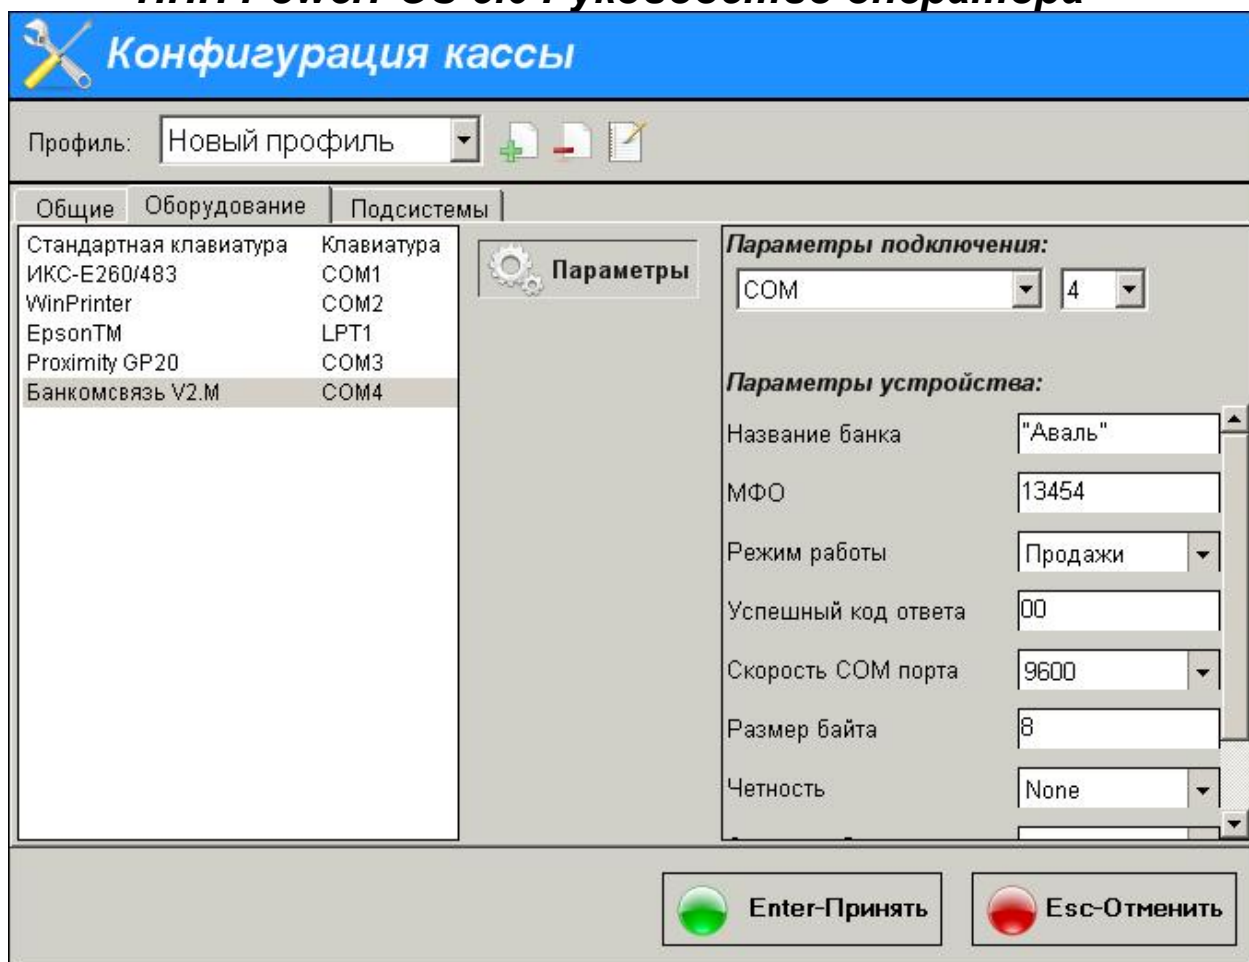 Конфигурация кассы
Профиль: Новый профиль
Общие Оборудование Подсистемы
Стандартная клавиатура Клавиатура
ИКС-E260/483 COM1
WinPrinter COM2
EpsonTM LPT1
Proximity GP20 COM3
Банкомсвязь V2.M COM4
Параметры
Параметры подключения:
COM 4
Параметры устройства:
Название банка "Аваль"
МФО 13454
Режим работы Продажи
Успешный код ответа 00
Скорость COM порта 9600
Размер байта 8
Четность None
Enter-Принять Esc-Отменить